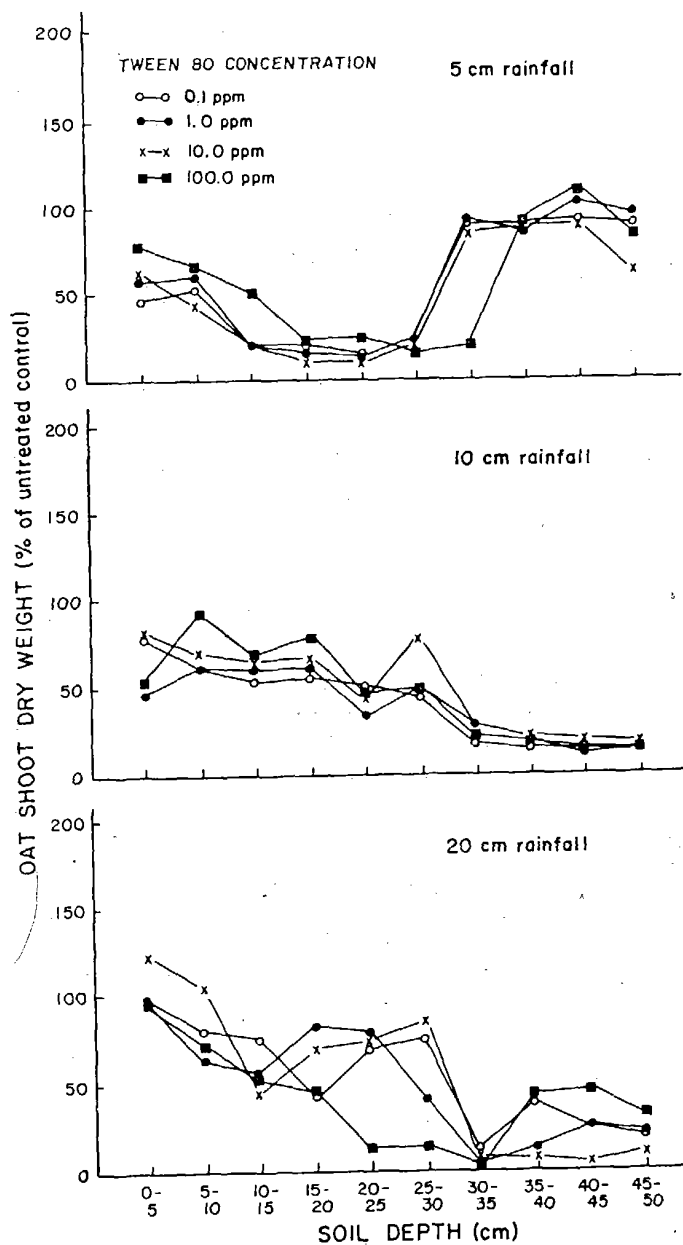 200
150
100
50
0
TWEEN 80 CONCENTRATION
0.1 ppm
1.0 ppm
10.0 ppm
100.0 ppm
5 cm rainfall
200
150
100
50
0
10 cm rainfall
200
150
100
50
0
20 cm rainfall
OAT SHOOT DRY WEIGHT (% of untreated control)
0-5
5-10
10-15
15-20
20-25
25-30
30-35
35-40
40-45
45-50
SOIL DEPTH (cm)